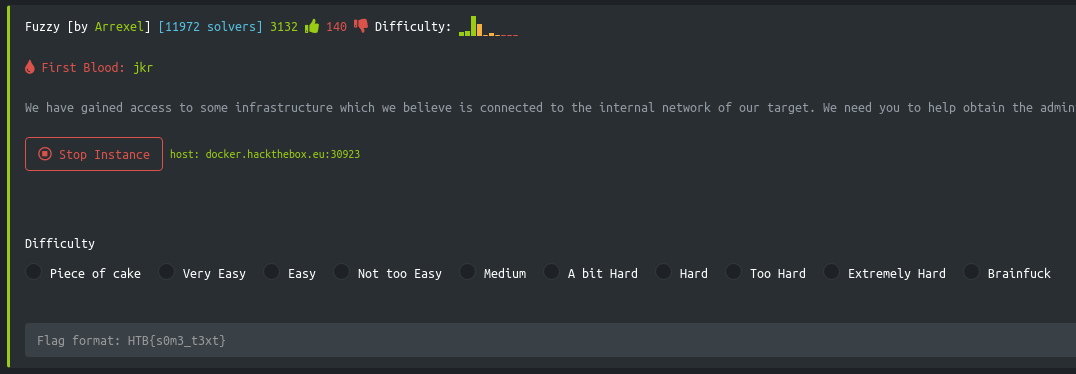 Fuzzy [by Arrexel] [11972 solvers] 3132 140 Difficulty:
First Blood: jkr
We have gained access to some infrastructure which we believe is connected to the internal network of our target. We need you to help obtain the admin
Stop Instance host: docker.hackthebox.eu:30923
Difficulty
Piece of cake Very Easy Easy Not too Easy Medium A bit Hard Hard Too Hard Extremely Hard Brainfuck
Flag format: HTB{s0m3_t3xt}